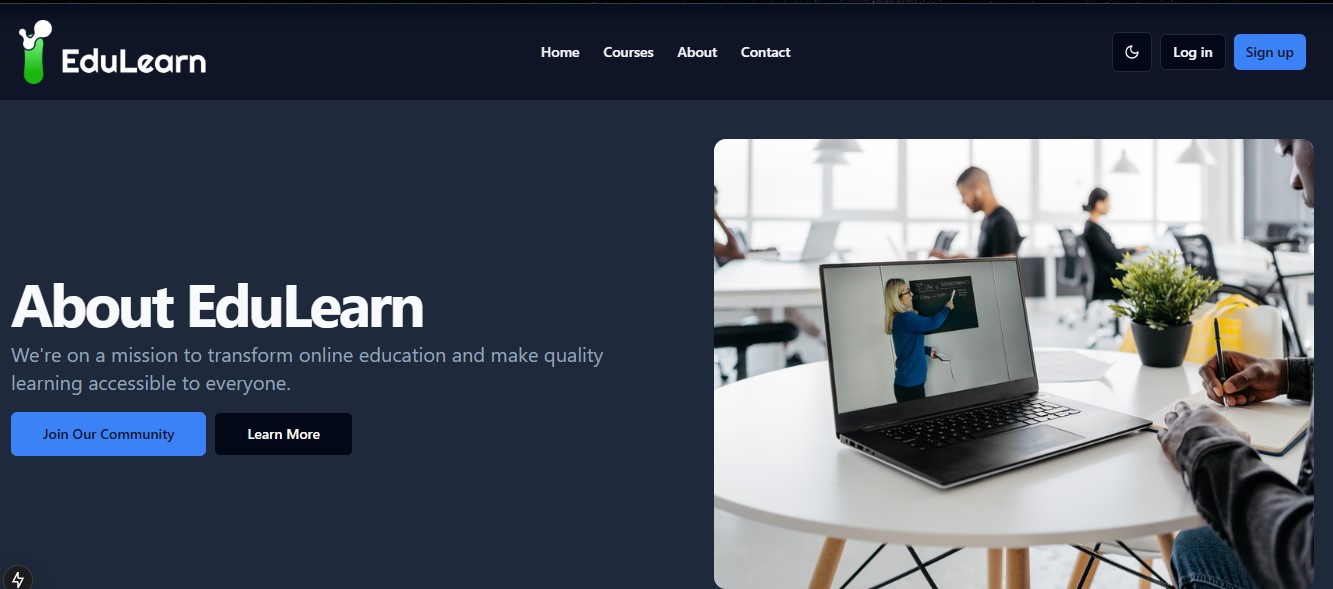 EduLearn
Home Courses About Contact
Log in
Sign up
About EduLearn
We're on a mission to transform online education and make quality
learning accessible to everyone.
Join Our Community
Learn More